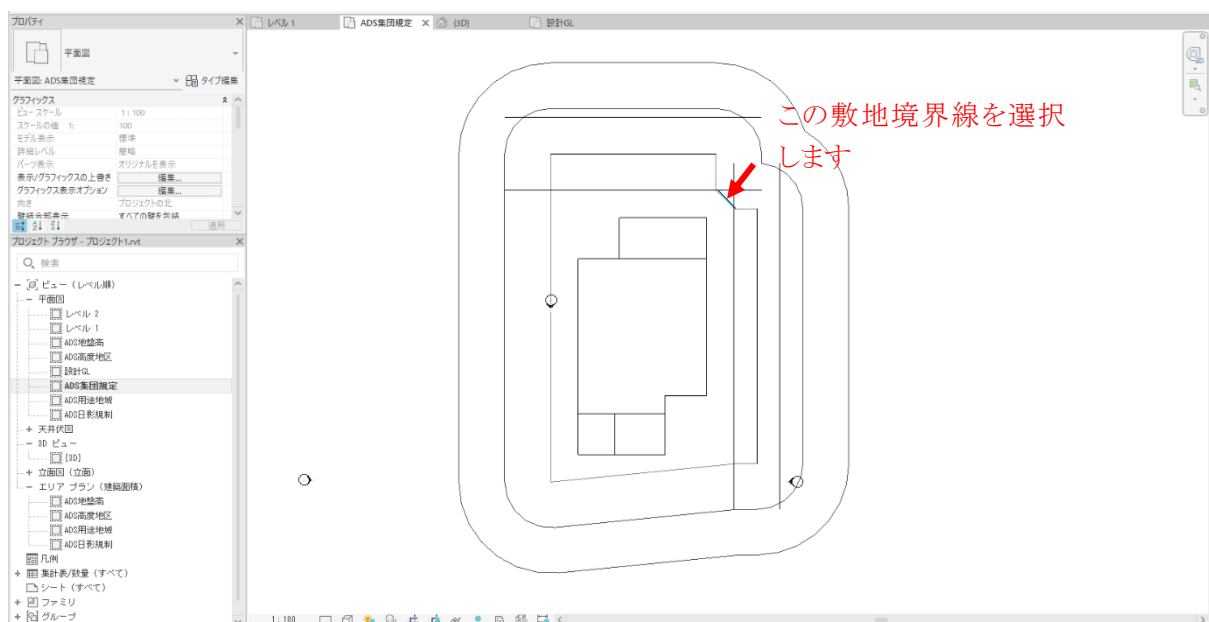 プロパティ
レベル 1
ADS集団規定
{3D}
設計GL
平面図
平面図: ADS集団規定
タイプ編集
グラフィックス
ビュー スケール 1 : 100
スケールの値 1: 100
モデル表示 標準
詳細レベル 簡略
パーツ表示 オリジナルを表示
表示/グラフィックスの上書き 編集...
グラフィックス表示オプション 編集...
向き プロジェクトの北
壁結合部表示 すべての壁を包絡
適用
プロジェクト ブラウザ - プロジェクト1.rvt
検索
ビュー (レベル順)
平面図
レベル 2
レベル 1
ADS地盤高
ADS高度地区
設計GL
ADS集団規定
ADS用途地域
ADS日影規制
天井伏図
3D ビュー
{3D}
立面図 (立面)
エリア プラン (建築面積)
ADS地盤高
ADS高度地区
ADS用途地域
ADS日影規制
凡例
集計表/数量 (すべて)
シート (すべて)
ファミリ
グループ
この敷地境界線を選択
します
1 : 100